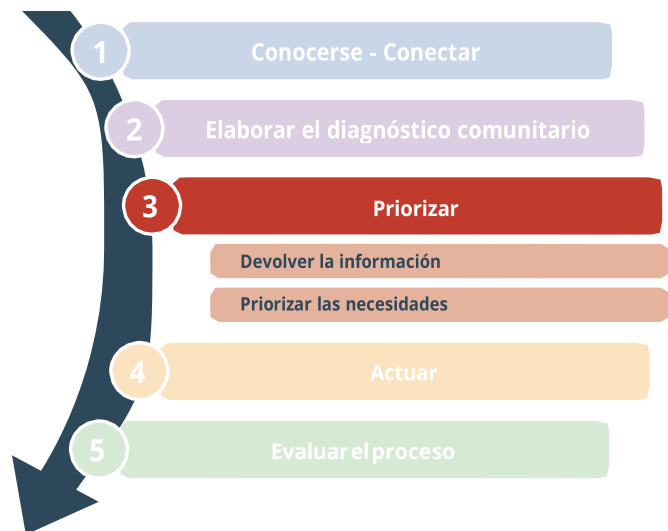 1 Conocerse - Conectar
2 Elaborar el diagnóstico comunitario
3 Priorizar
Devolver la información
Priorizar las necesidades
4 Actuar
5 Evaluar el proceso